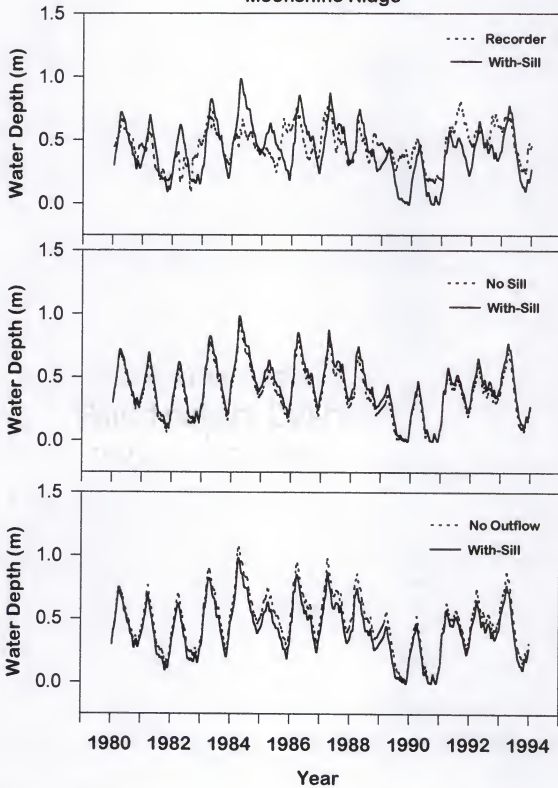 Moonshine Ridge
1.5
Recorder
With-Sill
1.0
0.5
0.0
Water Depth (m)
1.5
No Sill
With-Sill
1.0
0.5
0.0
Water Depth (m)
1.5
No Outflow
With-Sill
1.0
0.5
0.0
Water Depth (m)
1980 1982 1984 1986 1988 1990 1992 1994
Year